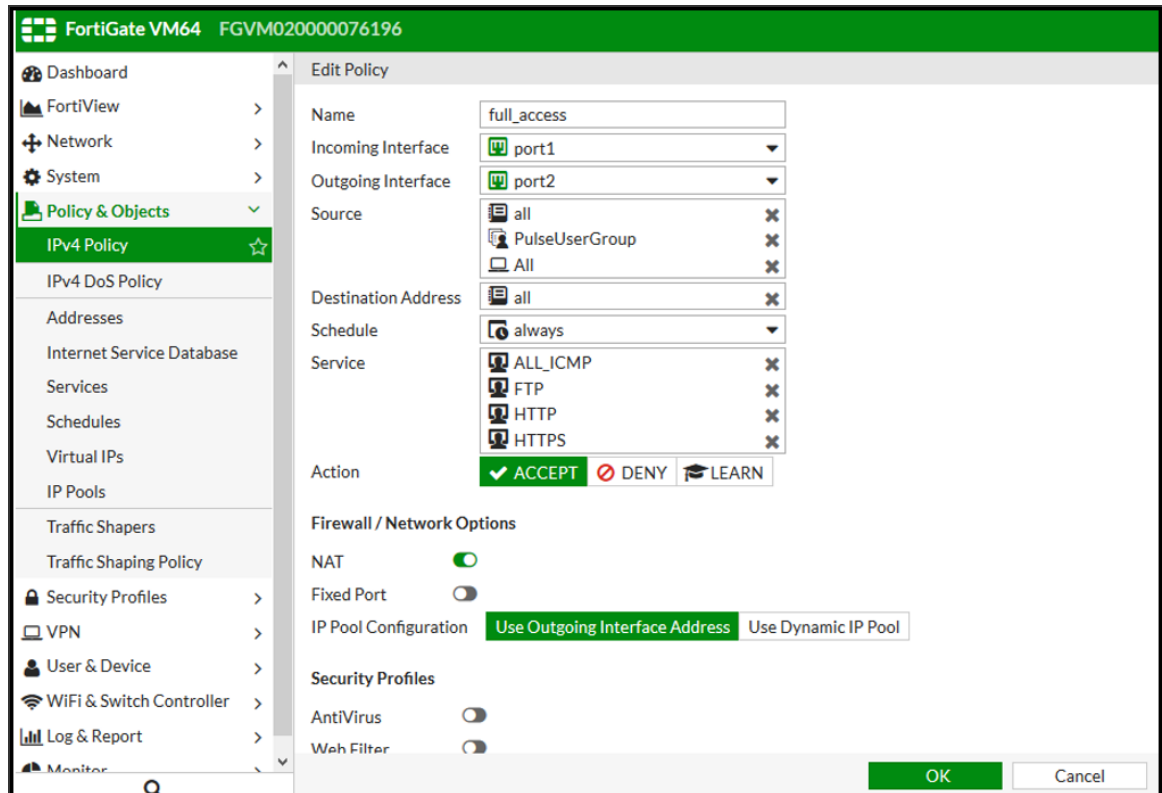 FortiGate VM64 FGVM020000076196
Dashboard
FortiView
Network
System
Policy & Objects
IPv4 Policy
IPv4 DoS Policy
Addresses
Internet Service Database
Services
Schedules
Virtual IPs
IP Pools
Traffic Shapers
Traffic Shaping Policy
Security Profiles
VPN
User & Device
WiFi & Switch Controller
Log & Report
Monitor
Edit Policy
Name full_access
Incoming Interface port1
Outgoing Interface port2
Source all
PulseUserGroup
All
Destination Address all
Schedule always
Service ALL_ICMP
FTP
HTTP
HTTPS
Action ACCEPT DENY LEARN
Firewall / Network Options
NAT
Fixed Port
IP Pool Configuration Use Outgoing Interface Address Use Dynamic IP Pool
Security Profiles
AntiVirus
Web Filter
OK Cancel